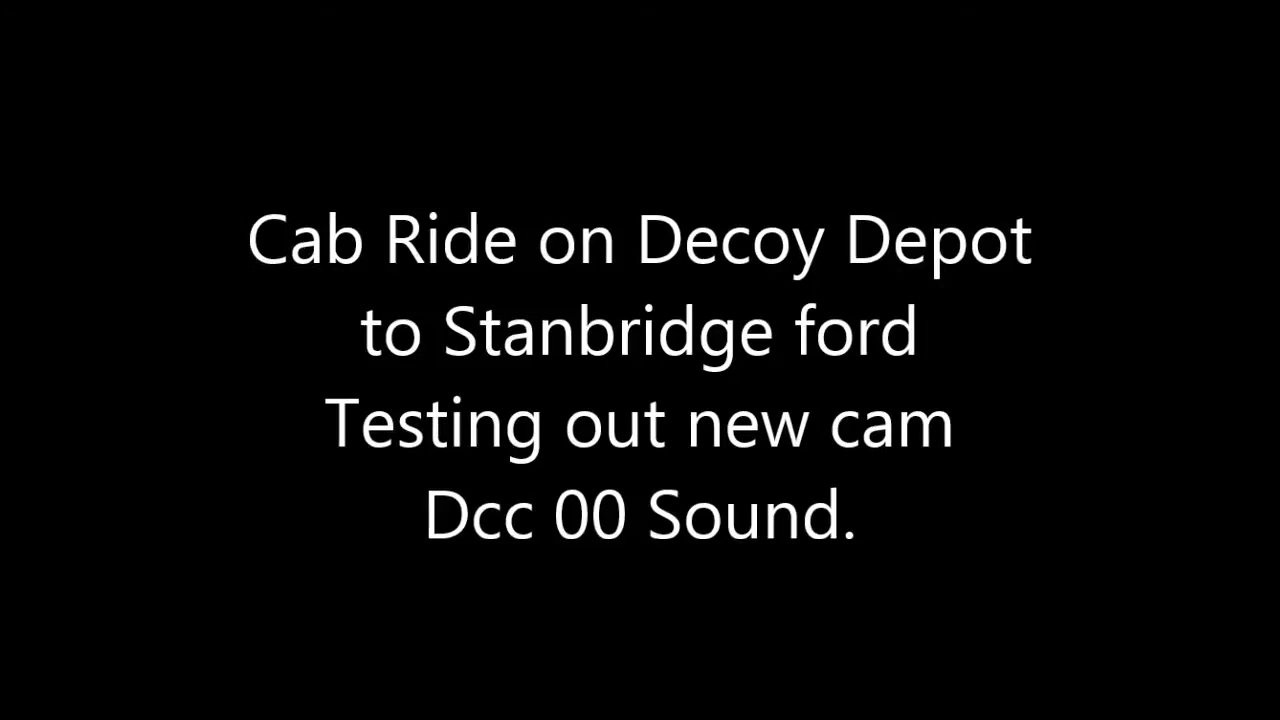 Cab Ride on Decoy Depot
to Stanbridge ford
Testing out new cam
Dcc 00 Sound.